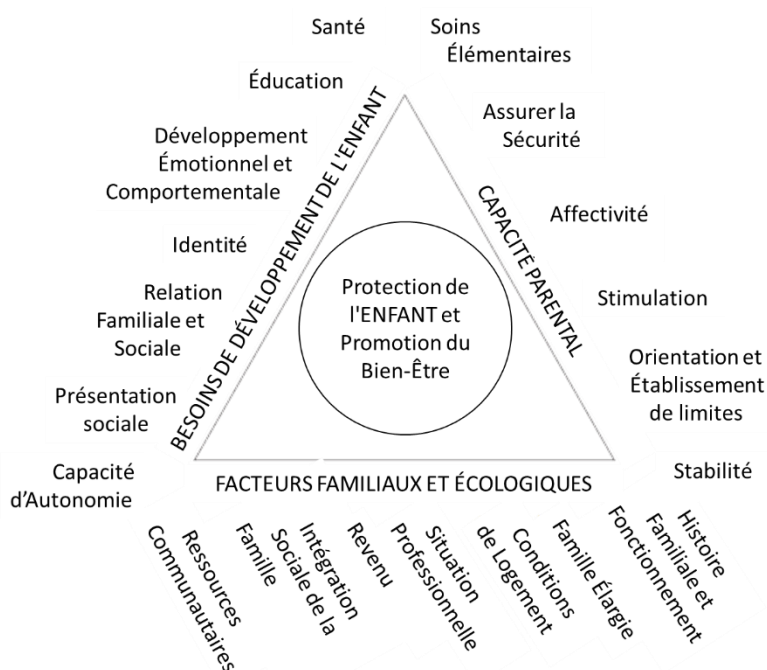 Santé
Éducation
Développement
Émotionnel et
Comportementale
Identité
Relation
Familiale et
Sociale
Présentation
sociale
Capacité
d’Autonomie
BESOINS DE DÉVELOPPEMENT DE L'ENFANT
Protection de
l'ENFANT et
Promotion du
Bien-Être
CAPACITÉ PARENTAL
Soins
Élémentaires
Assurer la
Sécurité
Affectivité
Stimulation
Orientation et
Établissement
de limites
Stabilité
FACTEURS FAMILIAUX ET ÉCOLOGIQUES
Ressources
Communautaires
Intégration
Sociale de la
Famille
Revenu
Situation
Professionnelle
Conditions
de Logement
Famille Élargie
Histoire
Familiale et
Fonctionnement